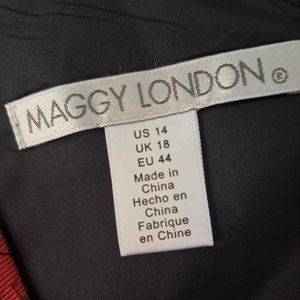 MAGGY LONDON®
US 14
UK 18
EU 44
Made in
China
Hecho en
China
Fabrique
en Chine